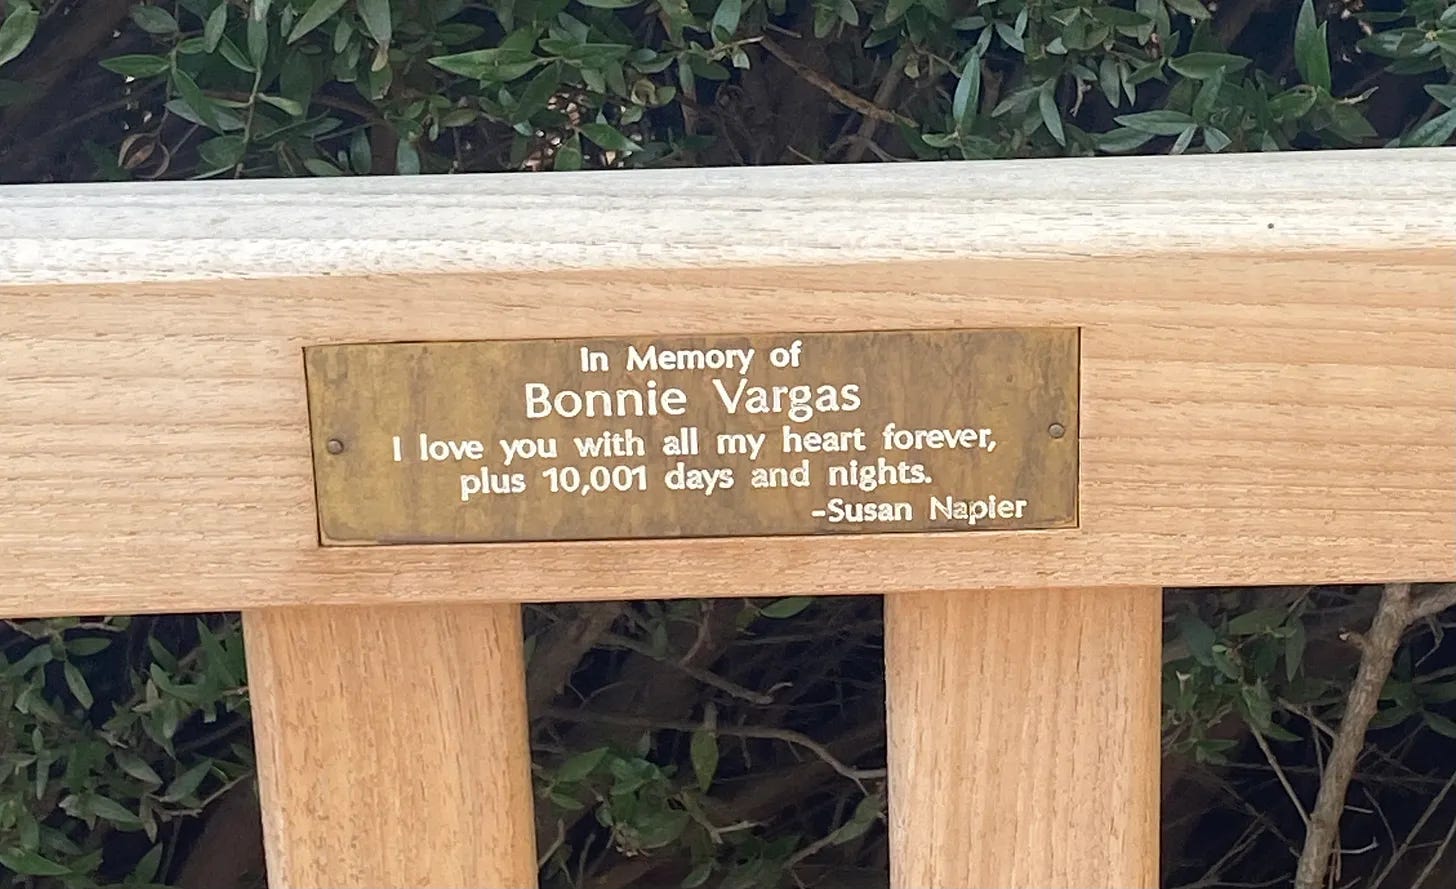 In Memory of
Bonnie Vargas
I love you with all my heart forever,
plus 10,001 days and nights.
-Susan Napier